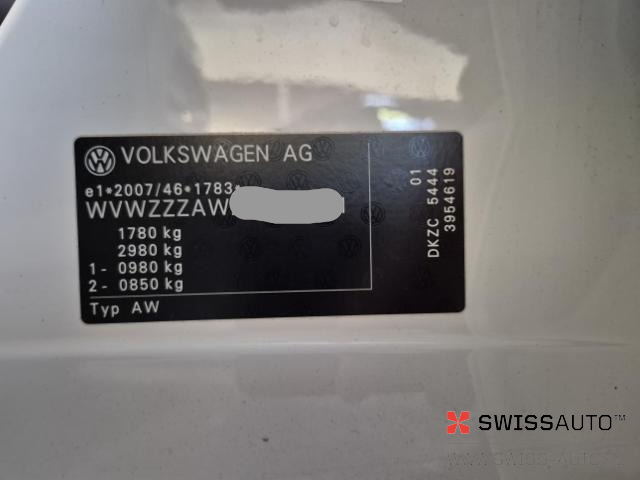 VOLKSWAGEN AG
e1*2007/46*1783*
WVWZZZAW
1780 kg
2980 kg
1 - 0980 kg
2 - 0850 kg
Typ AW
01
DKZC 5444
3954619
SWISSAUTO™